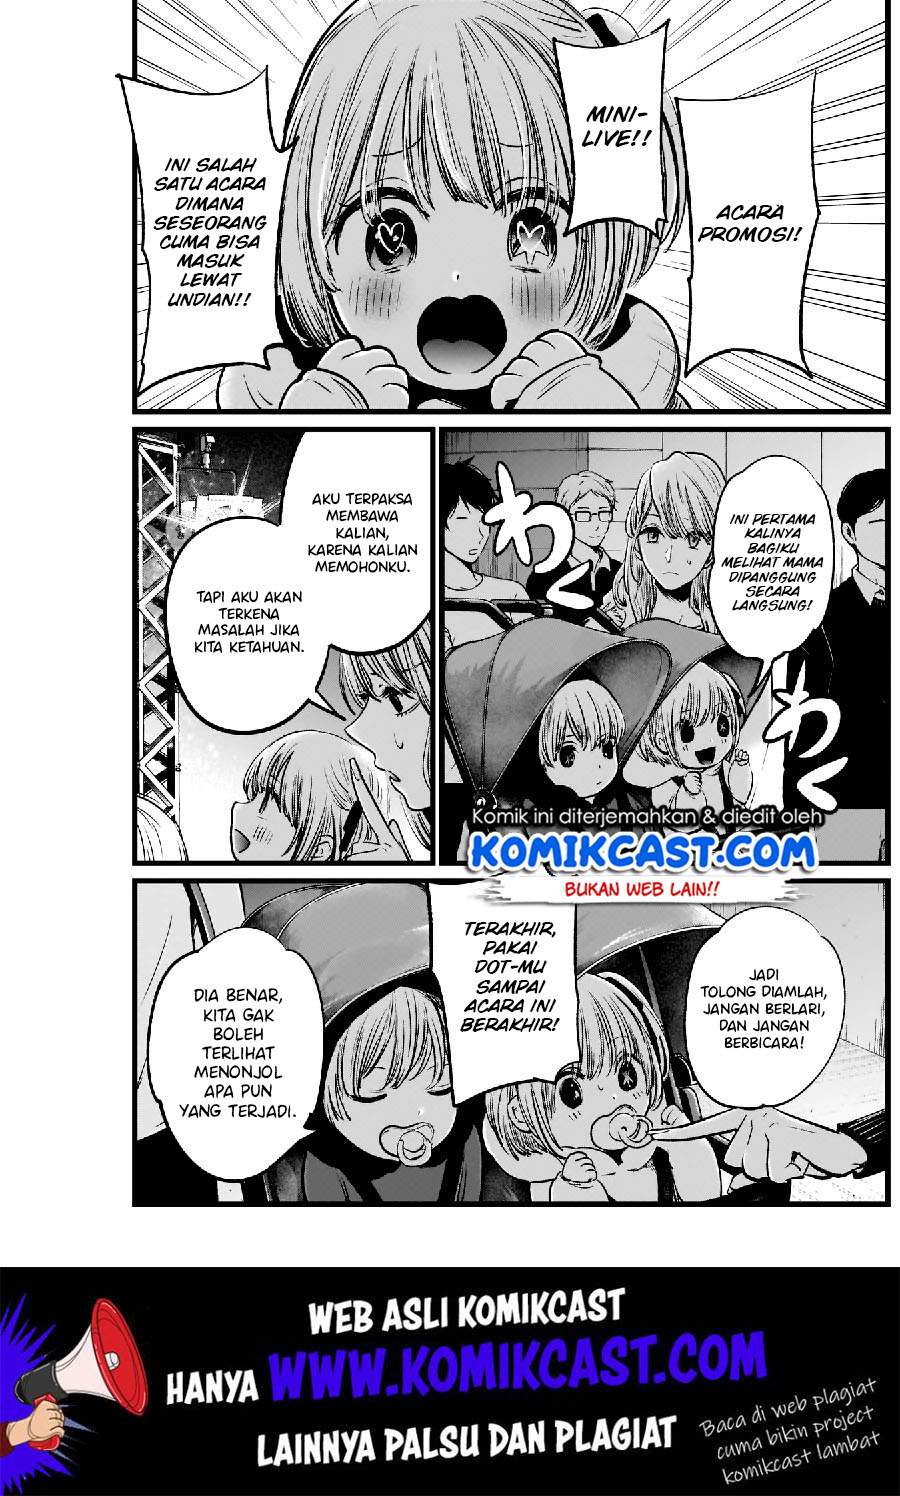 ACARA
PROMOSI!
MINI-
LIVE!!
INI SALAH
SATU ACARA
DIMANA
SESEORANG
CUMA BISA
MASUK
LEWAT
UNDIAN!!
INI PERTAMA
KALINYA
BAGIKU
MELIHAT MAMA
DIPANGGUNG
SECARA
LANGSUNG!
わく
わく
AKU TERPAKSA
MEMBAWA
KALIAN,
KARENA KALIAN
MEMOHONKU.
TAPI AKU AKAN
TERKENA
MASALAH JIKA
KITA KETAHUAN.
Komik ini diterjemahkan & diedit oleh
KOMIKCAST.COM
BUKAN WEB LAIN!!
JADI
TOLONG DIAMLAH,
JANGAN BERLARI,
DAN JANGAN
BERBICARA!
TERAKHIR,
PAKAI
DOT-MU
SAMPAI
ACARA INI
BERAKHIR!
DIA BENAR,
KITA GAK
BOLEH
TERLIHAT
MENONJOL
APA PUN
YANG TERJADI.
WEB ASLI KOMIKCAST
HANYA WWW.KOMIKCAST.COM
LAINNYA PALSU DAN PLAGIAT
Baca di web plagiat
cuma bikin project
komikcast lambat